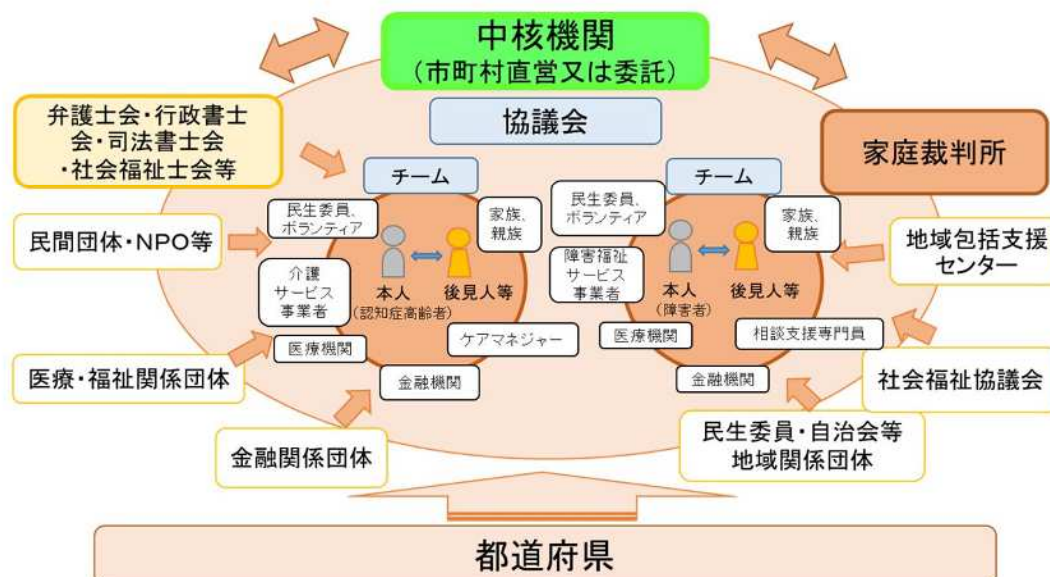 中核機関
(市町村直営又は委託)
協議会
弁護士会・行政書士
会・司法書士会
・社会福祉士会等
家庭裁判所
民間団体・NPO等
医療・福祉関係団体
金融関係団体
チーム
民生委員、
ボランティア
家族、
親族
介護
サービス
事業者
本人
(認知症高齢者)
後見人等
医療機関
ケアマネジャー
金融機関
チーム
民生委員、
ボランティア
家族、
親族
障害福祉
サービス
事業者
本人
(障害者)
後見人等
医療機関
相談支援専門員
金融機関
地域包括支援
センター
社会福祉協議会
民生委員・自治会等
地域関係団体
都道府県